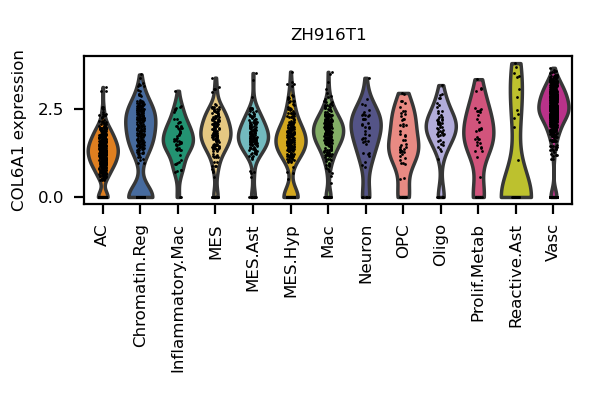 ZH916T1
COL6A1 expression
2.5
0.0
AC
Chromatin.Reg
Inflammatory.Mac
MES
MES.Ast
MES.Hyp
Mac
Neuron
OPC
Oligo
Prolif.Metab
Reactive.Ast
Vasc